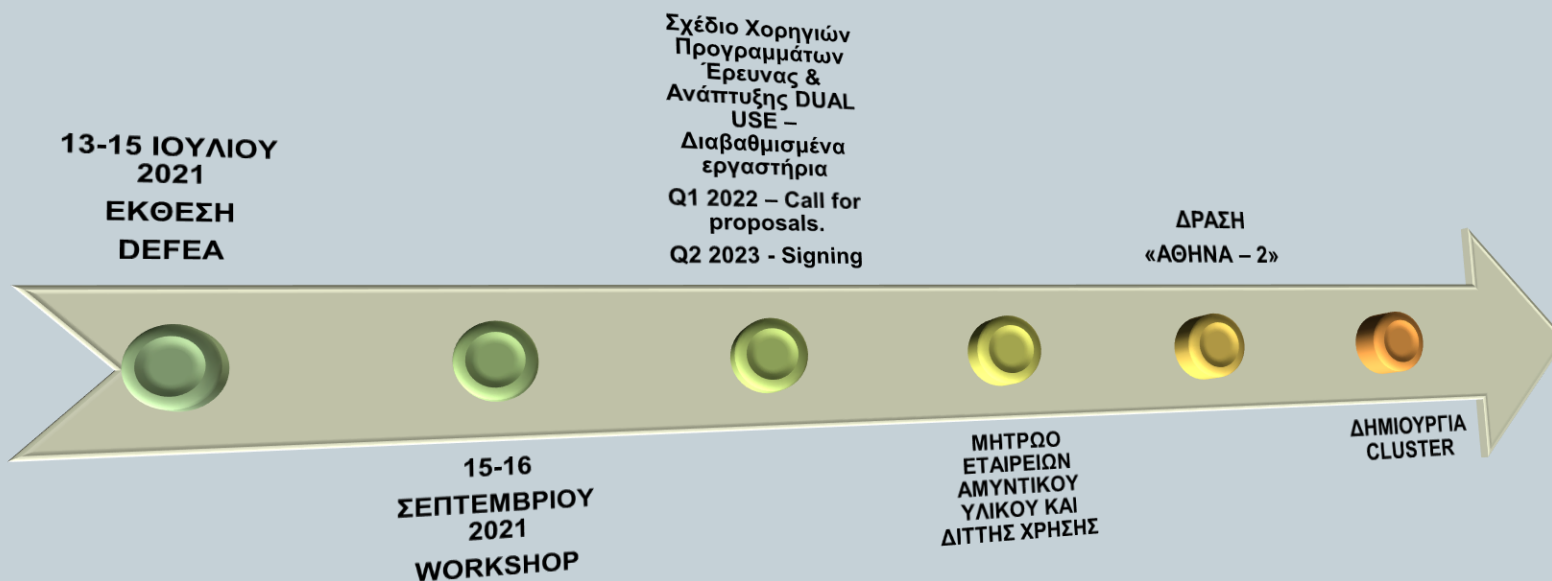 13-15 ΙΟΥΛΙΟΥ
2021
ΕΚΘΕΣΗ
DEFEA
15-16
ΣΕΠΤΕΜΒΡΙΟΥ
2021
WORKSHOP
Σχέδιο Χορηγιών
Προγραμμάτων
Έρευνας &
Ανάπτυξης DUAL
USE –
Διαβαθμισμένα
εργαστήρια
Q1 2022 – Call for
proposals.
Q2 2023 - Signing
ΜΗΤΡΩΟ
ΕΤΑΙΡΕΙΩΝ
ΑΜΥΝΤΙΚΟΥ
ΥΛΙΚΟΥ ΚΑΙ
ΔΙΤΤΗΣ ΧΡΗΣΗΣ
ΔΡΑΣΗ
«ΑΘΗΝΑ – 2»
ΔΗΜΙΟΥΡΓΙΑ
CLUSTER